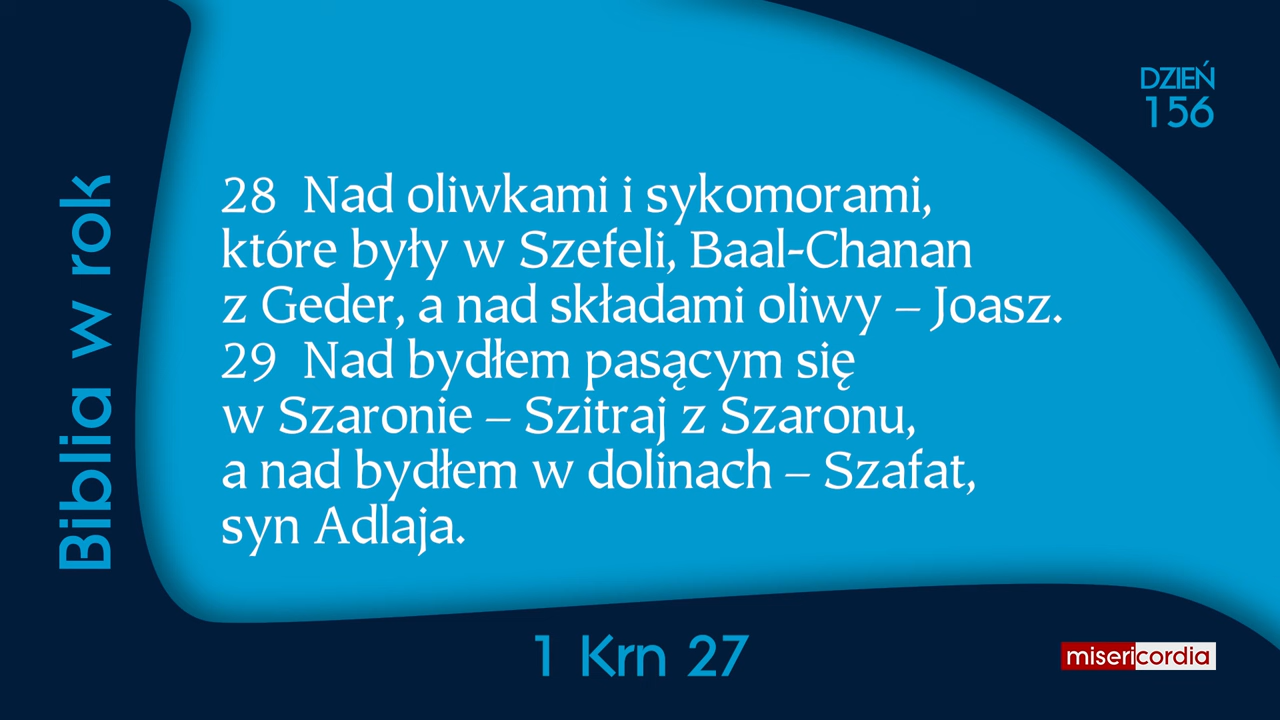 DZIEŃ
156
Biblia w rok
28 Nad oliwkami i sykomorami,
które były w Szefeli, Baal-Chanan
z Geder, a nad składami oliwy – Joasz.
29 Nad bydłem pasącym się
w Szaronie – Szitraj z Szaronu,
a nad bydłem w dolinach – Szafat,
syn Adlaja.
1 Krn 27
misericordia